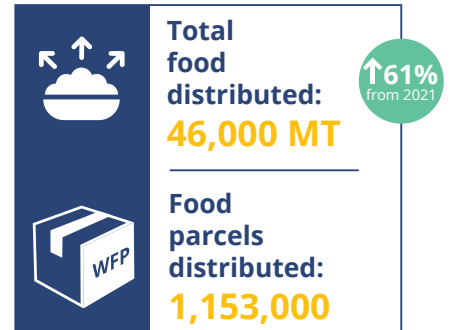 Total
food
distributed:
46,000 MT
↑61%
from 2021
Food
parcels
distributed:
1,153,000
WFP